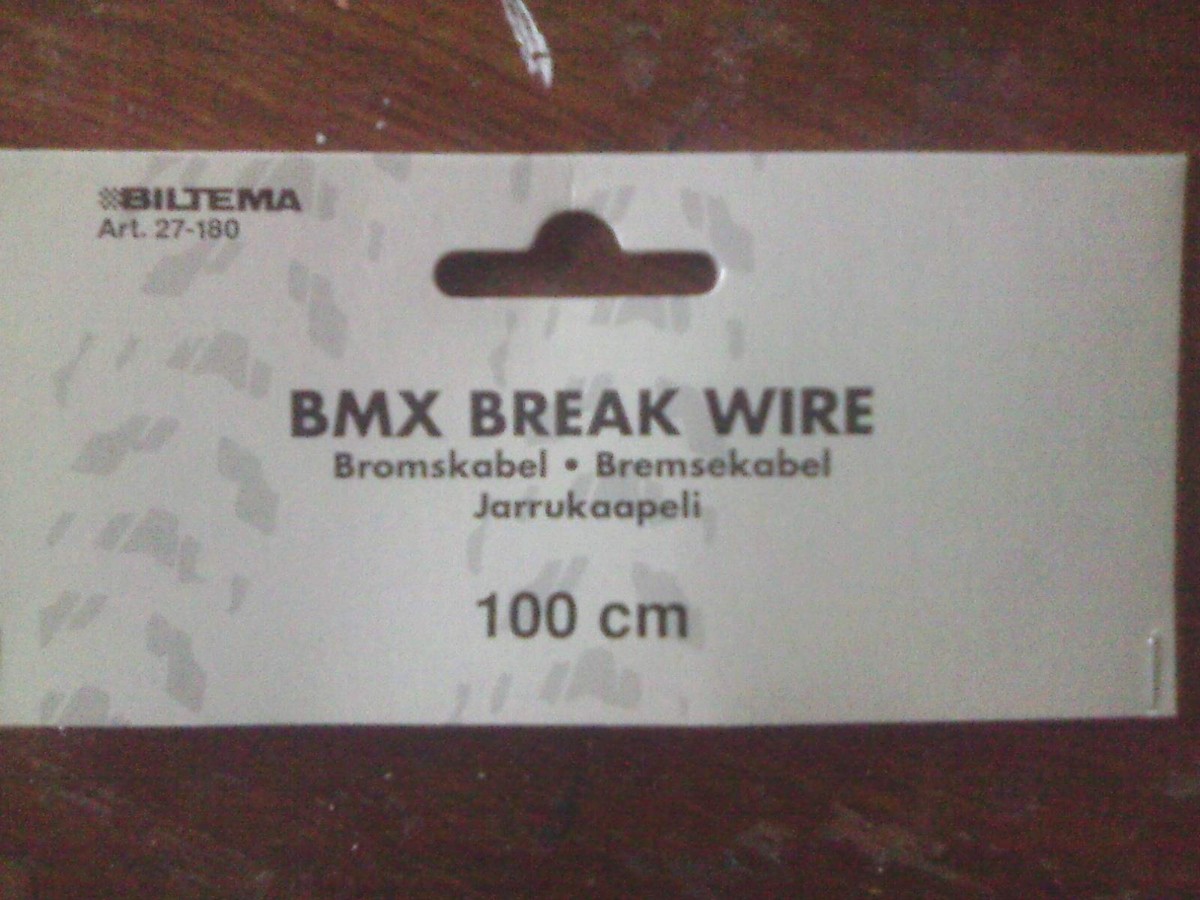 BILTEMA
Art. 27-180
BMX BREAK WIRE
Bromskabel • Bremsekabel
Jarrukaapeli
100 cm